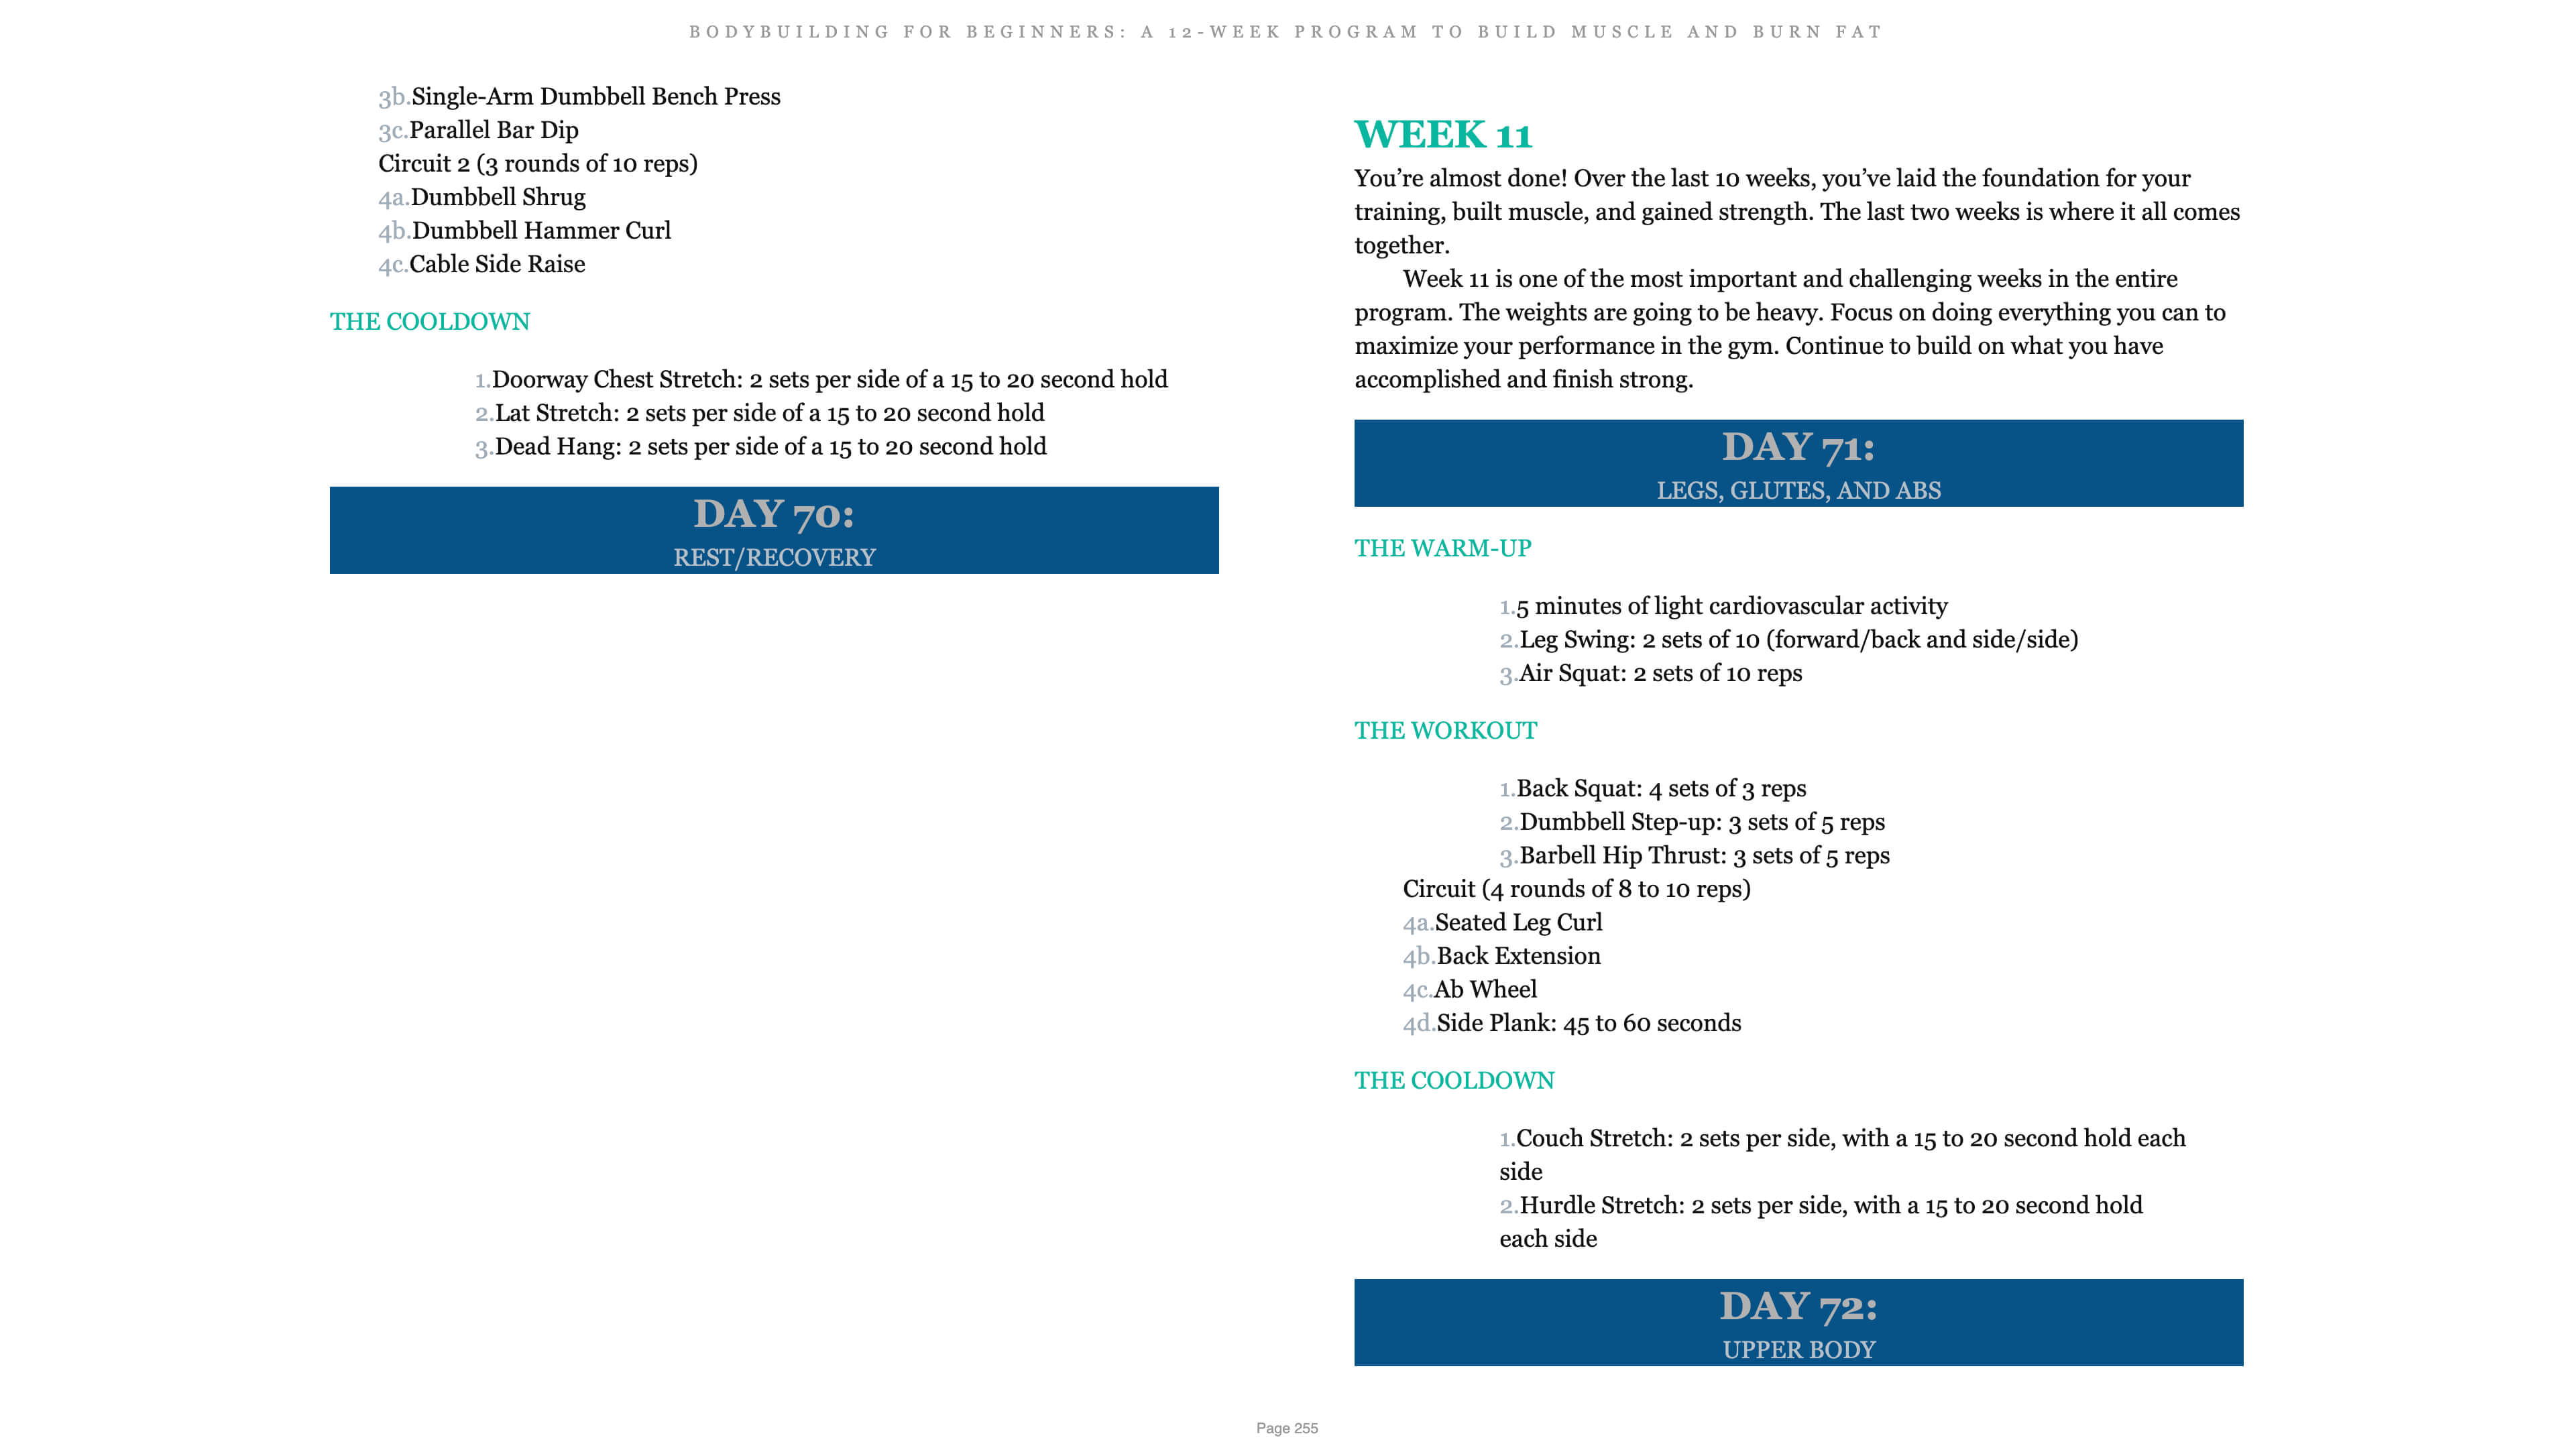 BODYBUILDING FOR BEGINNERS: A 12-WEEK PROGRAM TO BUILD MUSCLE AND BURN FAT
3b.Single-Arm Dumbbell Bench Press
3c.Parallel Bar Dip
Circuit 2 (3 rounds of 10 reps)
4a.Dumbbell Shrug
4b.Dumbbell Hammer Curl
4c.Cable Side Raise
THE COOLDOWN
1.Doorway Chest Stretch: 2 sets per side of a 15 to 20 second hold
2.Lat Stretch: 2 sets per side of a 15 to 20 second hold
3.Dead Hang: 2 sets per side of a 15 to 20 second hold
DAY 70:
REST/RECOVERY
WEEK 11
You’re almost done! Over the last 10 weeks, you’ve laid the foundation for your
training, built muscle, and gained strength. The last two weeks is where it all comes
together.
Week 11 is one of the most important and challenging weeks in the entire
program. The weights are going to be heavy. Focus on doing everything you can to
maximize your performance in the gym. Continue to build on what you have
accomplished and finish strong.
DAY 71:
LEGS, GLUTES, AND ABS
THE WARM-UP
1.5 minutes of light cardiovascular activity
2.Leg Swing: 2 sets of 10 (forward/back and side/side)
3.Air Squat: 2 sets of 10 reps
THE WORKOUT
1.Back Squat: 4 sets of 3 reps
2.Dumbbell Step-up: 3 sets of 5 reps
3.Barbell Hip Thrust: 3 sets of 5 reps
Circuit (4 rounds of 8 to 10 reps)
4a.Seated Leg Curl
4b.Back Extension
4c.Ab Wheel
4d.Side Plank: 45 to 60 seconds
THE COOLDOWN
1.Couch Stretch: 2 sets per side, with a 15 to 20 second hold each
side
2.Hurdle Stretch: 2 sets per side, with a 15 to 20 second hold
each side
DAY 72:
UPPER BODY
Page 255